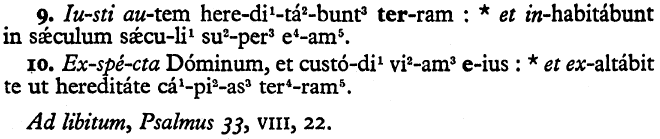 9. Iu-sti au-tem here-di¹-tá²-bunt³ ter-ram : * et in-habitábunt
in sǽculum sǽcu-li¹ su²-per³ e⁴-am⁵.
10. Ex-spé-cta Dóminum, et custó-di¹ vi²-am³ e-ius : * et ex-altábit
te ut hereditáte cá¹-pi²-as³ ter⁴-ram⁵.
Ad libitum, Psalmus 33, VIII, 22.